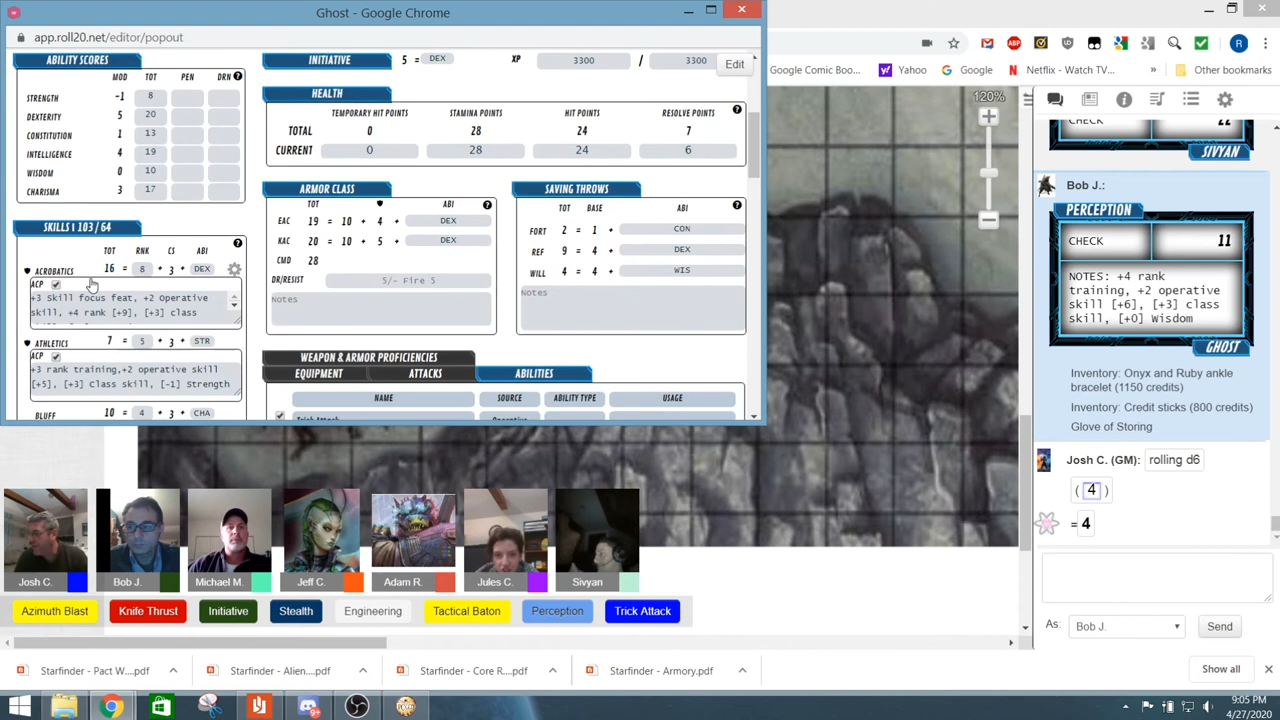 Ghost - Google Chrome
app.roll20.net/editor/popout
ABILITY SCORES
MOD TOT PEN DRN ?
STRENGTH -1 8
DEXTERITY 5 20
CONSTITUTION 1 13
INTELLIGENCE 4 19
WISDOM 0 10
CHARISMA 3 17
SKILLS | 103 / 64
TOT RNK CS ABI
ACROBATICS 16 = 8 + 3 + DEX
ACP
+3 skill focus feat, +2 Operative
skill, +4 rank [+9], [+3] class
ATHLETICS 7 = 5 + 3 + STR
ACP
+3 rank training,+2 operative skill
[+5], [+3] Class skill, [-1] Strength
BLUFF 10 = 4 + 3 + CHA
INITIATIVE 5 = DEX XP 3300 / 3300 Edit
HEALTH
TEMPORARY HIT POINTS STAMINA POINTS HIT POINTS RESOLVE POINTS
TOTAL 0 28 24 7
CURRENT 0 28 24 6
ARMOR CLASS
TOT ABI
EAC 19 = 10 + 4 + DEX
KAC 20 = 10 + 5 + DEX
CMD 28
DR/RESIST 5/- Fire 5
Notes
SAVING THROWS
TOT BASE ABI
FORT 2 = 1 + CON
REF 9 = 4 + DEX
WILL 4 = 4 + WIS
Notes
WEAPON & ARMOR PROFICIENCIES
EQUIPMENT ATTACKS ABILITIES
NAME SOURCE ABILITY TYPE USAGE
Trick Attack Operative
Google Comic Boo... Yahoo Google Netflix - Watch TV... » Other bookmarks
120%
CHECK 22
SIVYAN
Bob J.:
PERCEPTION
CHECK 11
NOTES: +4 rank
training, +2 operative
skill [+6], [+3] class
skill, [+0] Wisdom
GHOST
Inventory: Onyx and Ruby ankle
bracelet (1150 credits)
Inventory: Credit sticks (800 credits)
Glove of Storing
Josh C. (GM): rolling d6
( 4 )
= 4
As: Bob J. Send
Josh C. Bob J. Michael M. Jeff C. Adam R. Jules C. Sivyan
Azimuth Blast Knife Thrust Initiative Stealth Engineering Tactical Baton Perception Trick Attack
Starfinder - Pact W....pdf Starfinder - Alien....pdf Starfinder - Core R....pdf Starfinder - Armory.pdf Show all
9:05 PM
4/27/2020